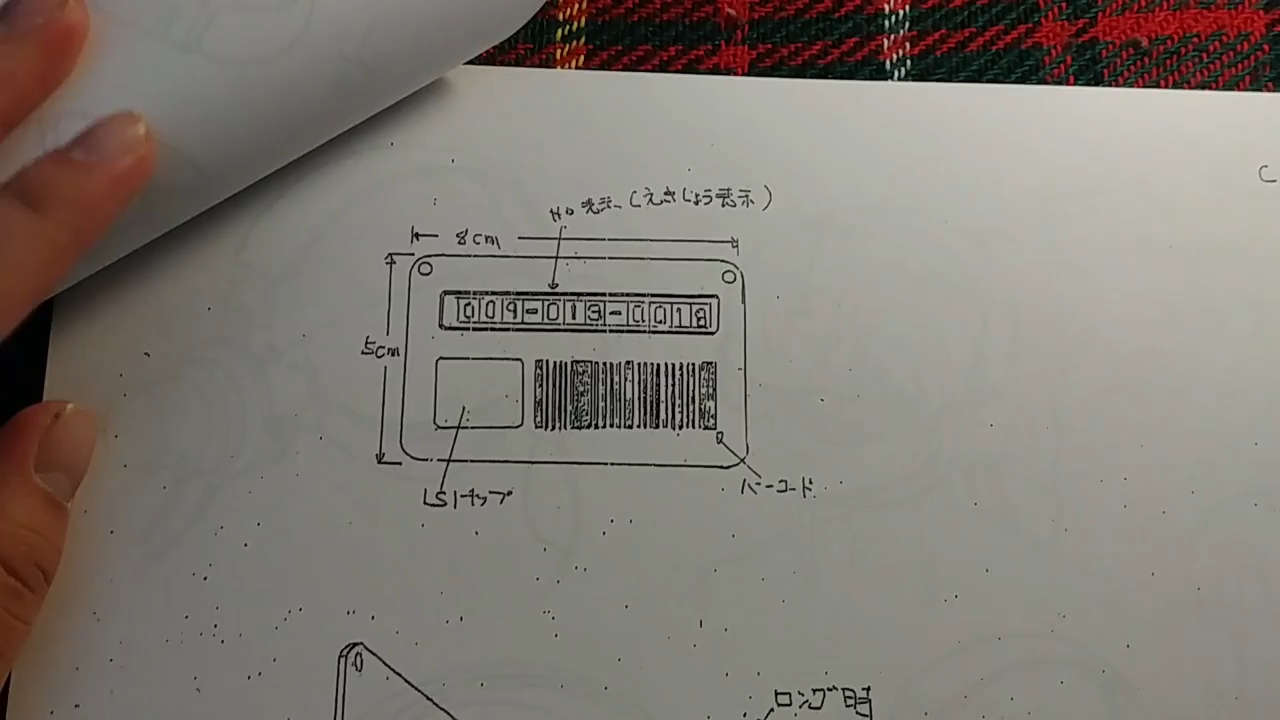 No 表示 (えきしょう表示)
8cm
009-013-0018
5cm
LSIチップ
バーコード
ロング時
C